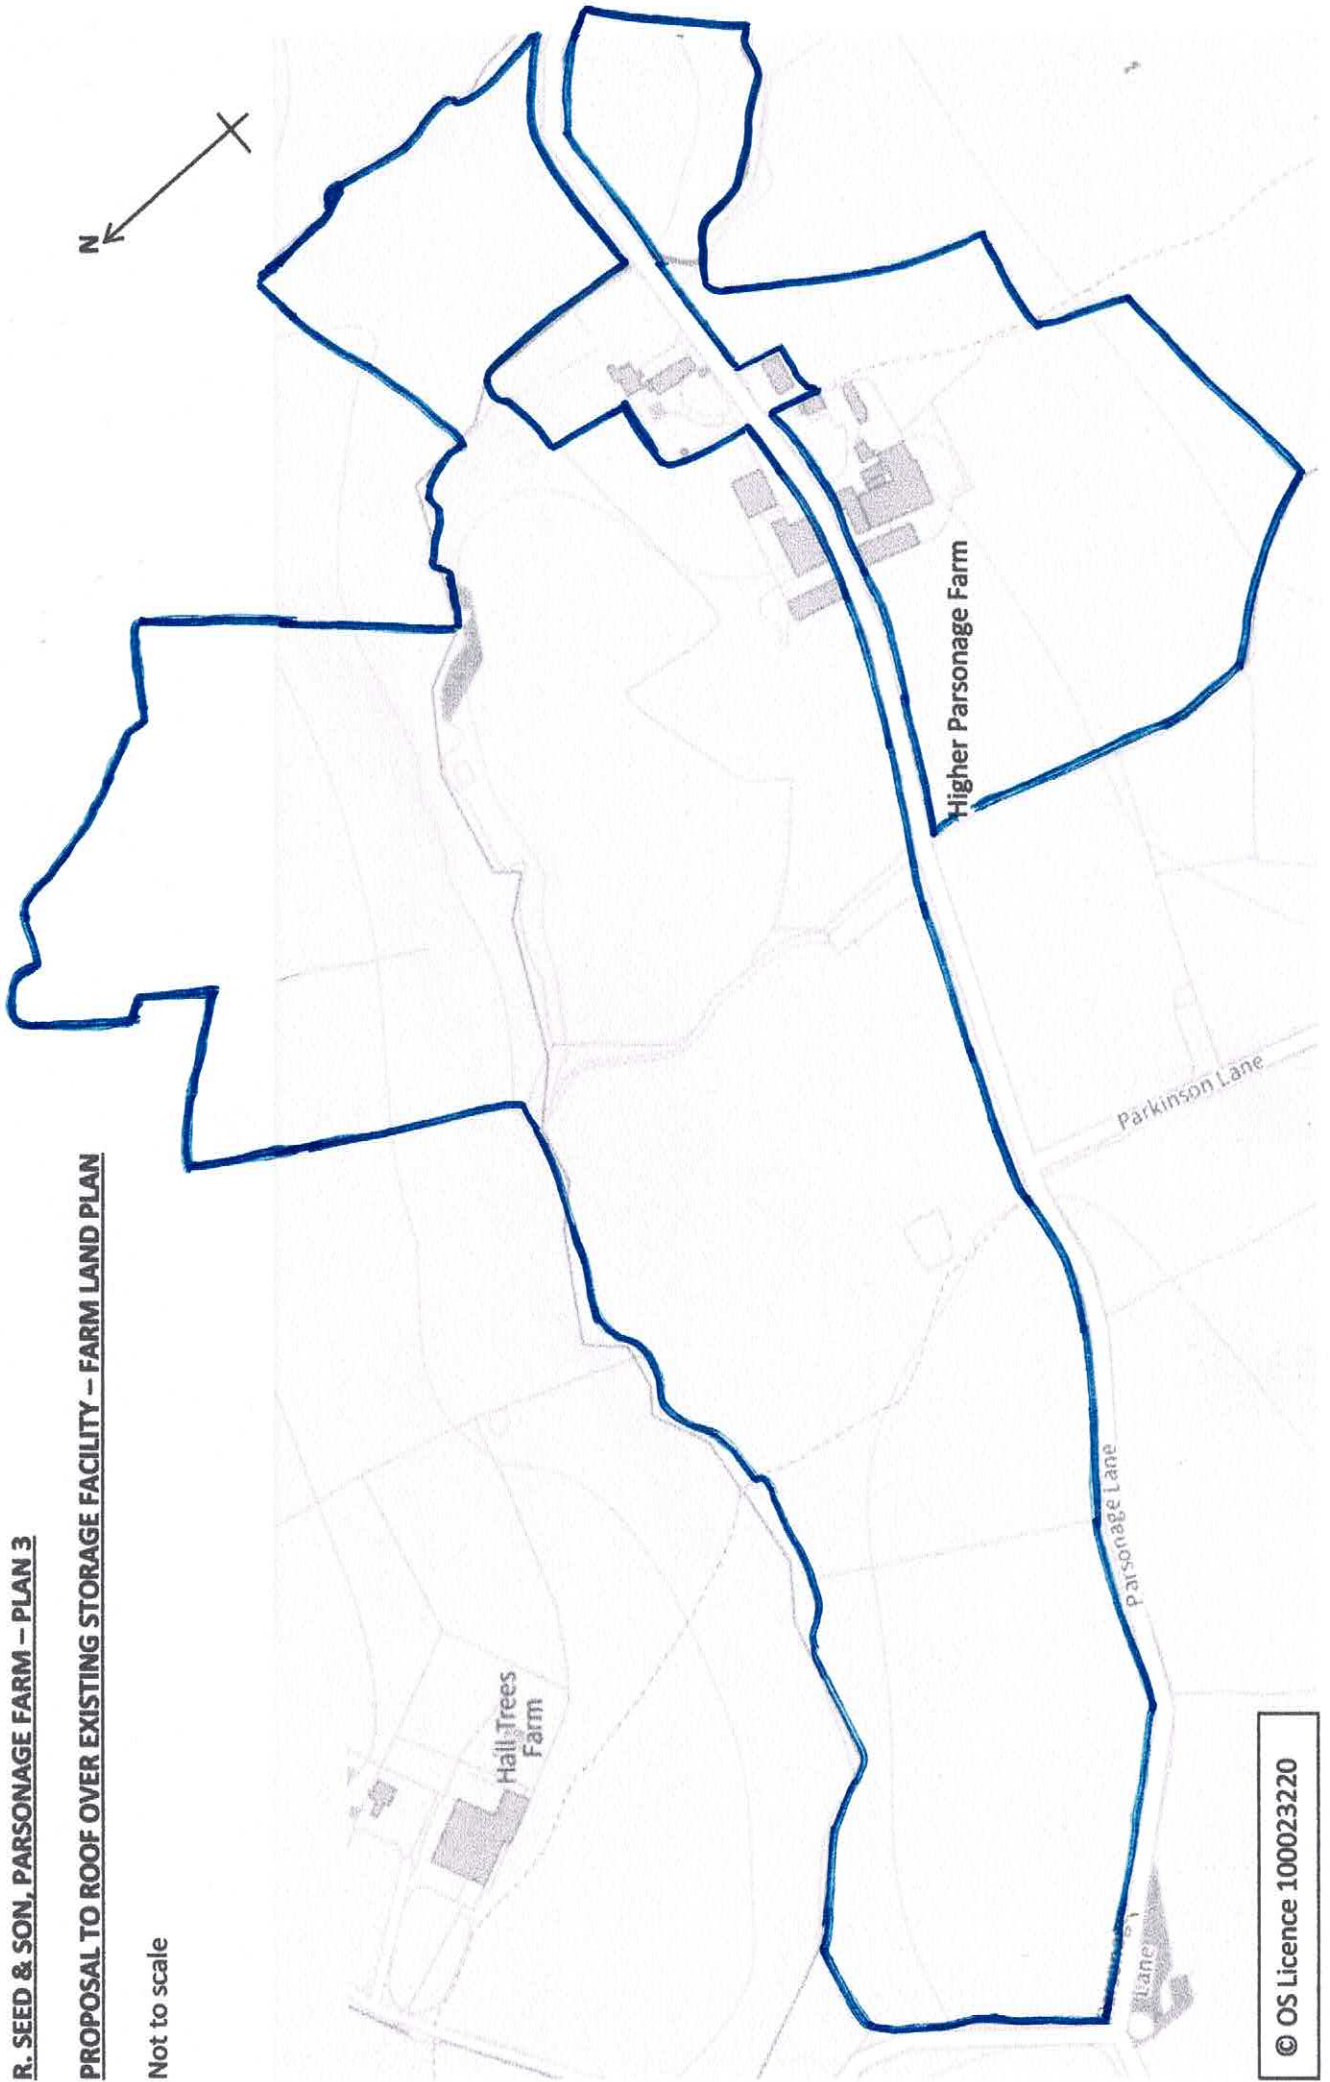 R. SEED & SON, PARSONAGE FARM – PLAN 3
PROPOSAL TO ROOF OVER EXISTING STORAGE FACILITY – FARM LAND PLAN
Not to scale
N
Hall Trees
Farm
Higher Parsonage Farm
Parkinson Lane
Parsonage Lane
Lane
© OS Licence 100023220